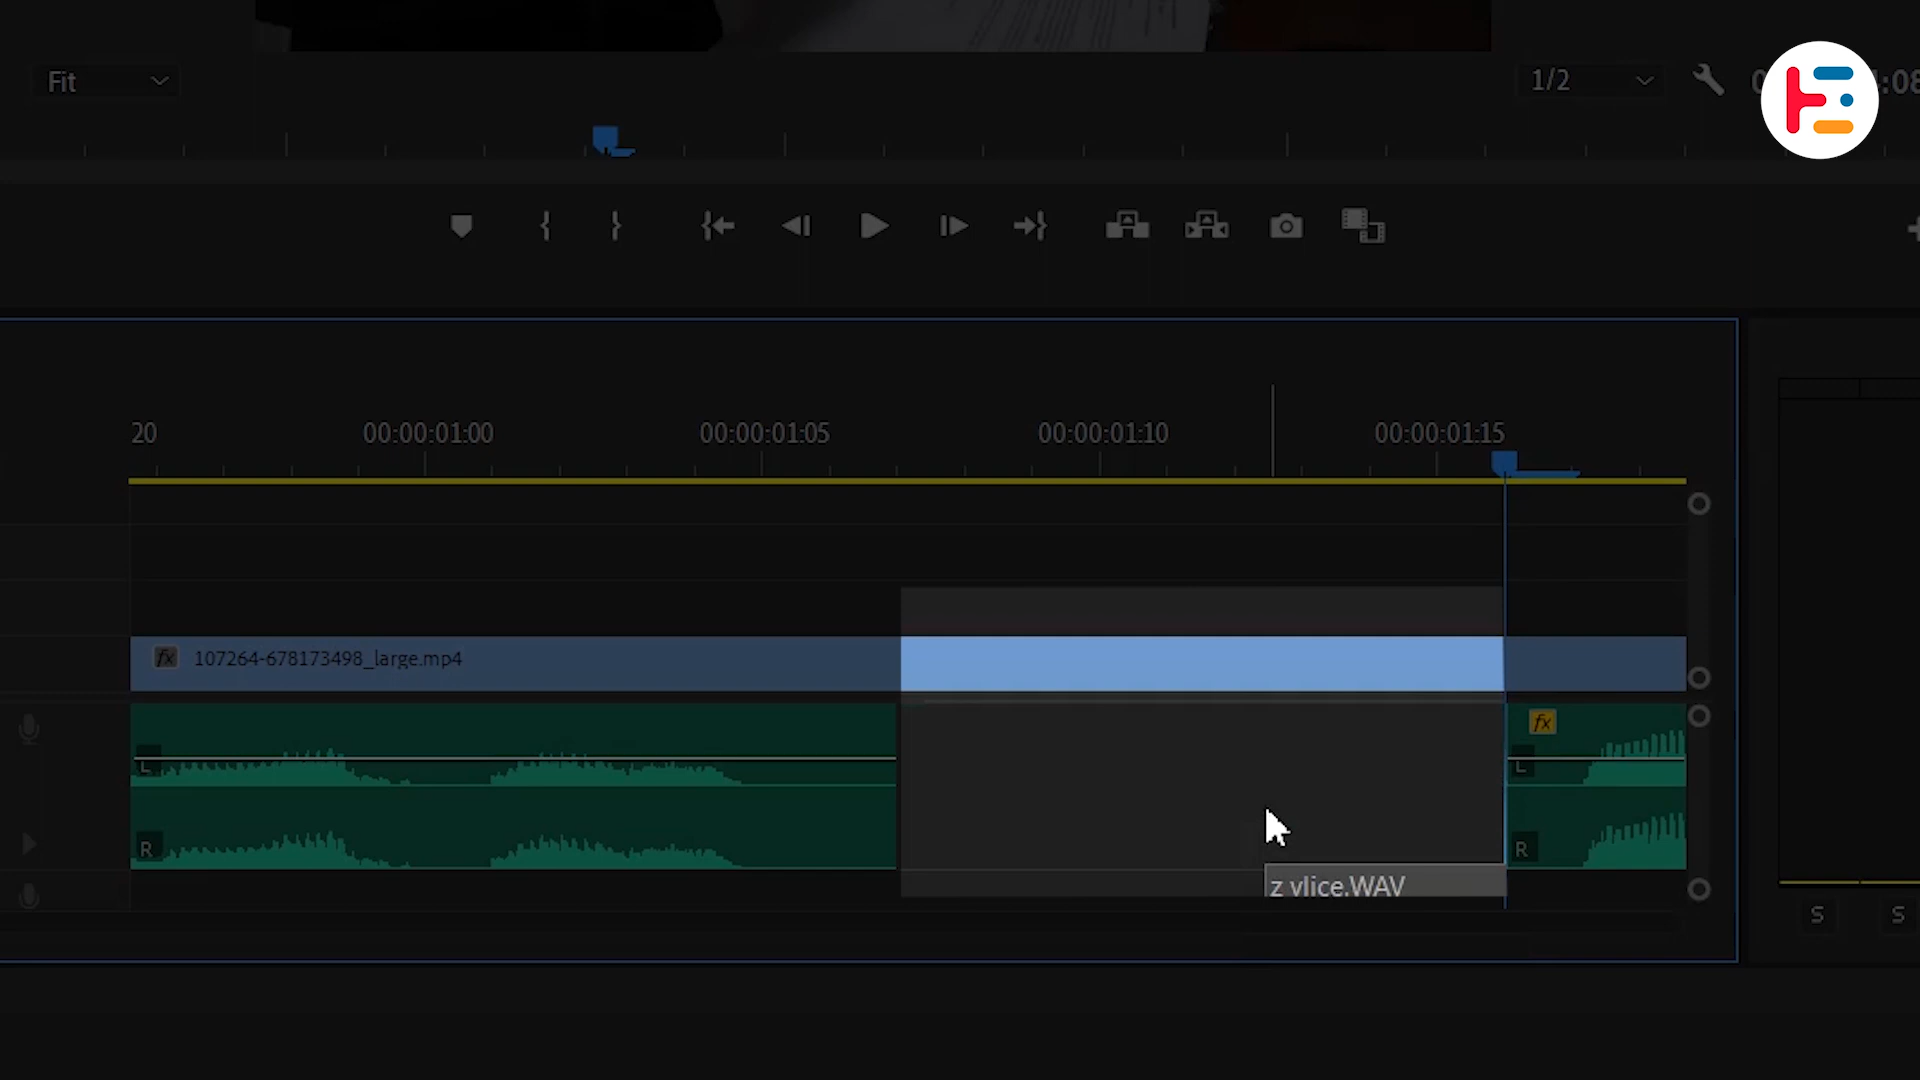 Fit
1/2
:08
20
00:00:01:00
00:00:01:05
00:00:01:10
00:00:01:15
fx 107264-678173498_large.mp4
fx
L
L
R
R
z vlice.WAV
S
S